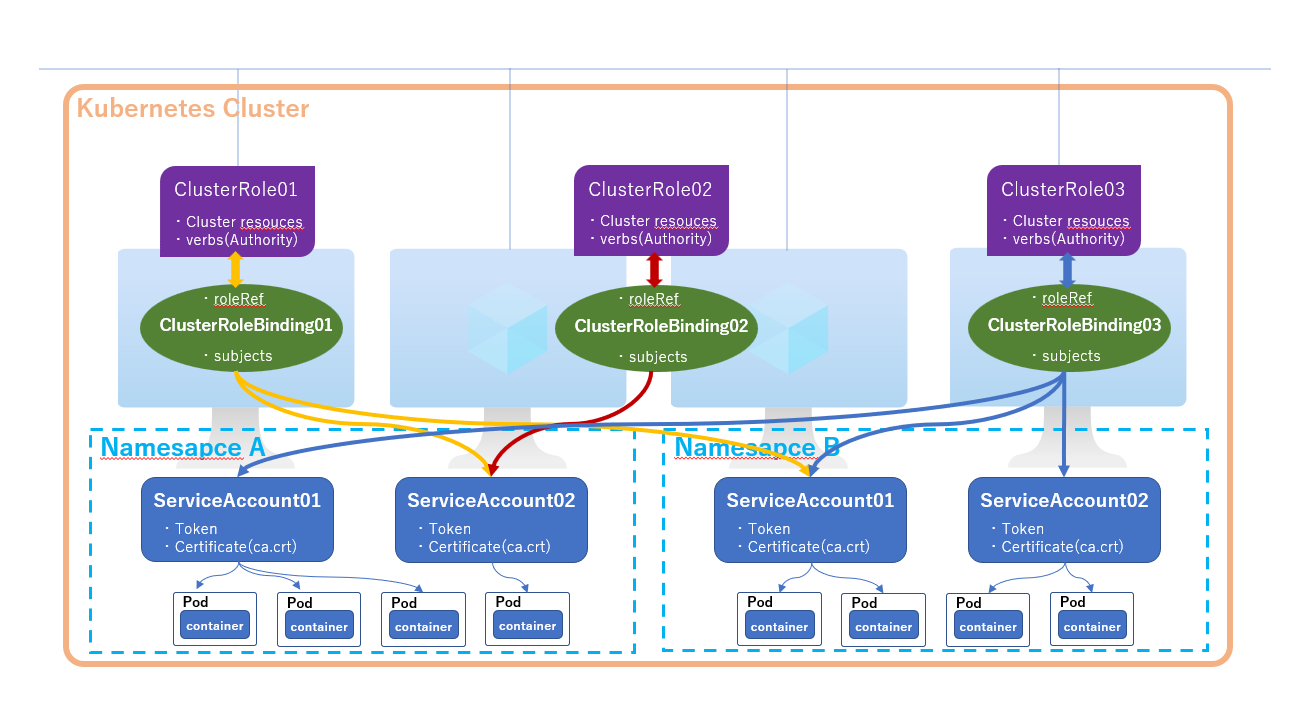 Kubernetes Cluster
ClusterRole01
・Cluster resouces
・verbs(Authority)
ClusterRole02
・Cluster resouces
・verbs(Authority)
ClusterRole03
・Cluster resouces
・verbs(Authority)
・roleRef
ClusterRoleBinding01
・subjects
・roleRef
ClusterRoleBinding02
・subjects
・roleRef
ClusterRoleBinding03
・subjects
Namesapce A
Namesapce B
ServiceAccount01
・Token
・Certificate(ca.crt)
ServiceAccount02
・Token
・Certificate(ca.crt)
ServiceAccount01
・Token
・Certificate(ca.crt)
ServiceAccount02
・Token
・Certificate(ca.crt)
Pod
container
Pod
container
Pod
container
Pod
container
Pod
container
Pod
container
Pod
container
Pod
container